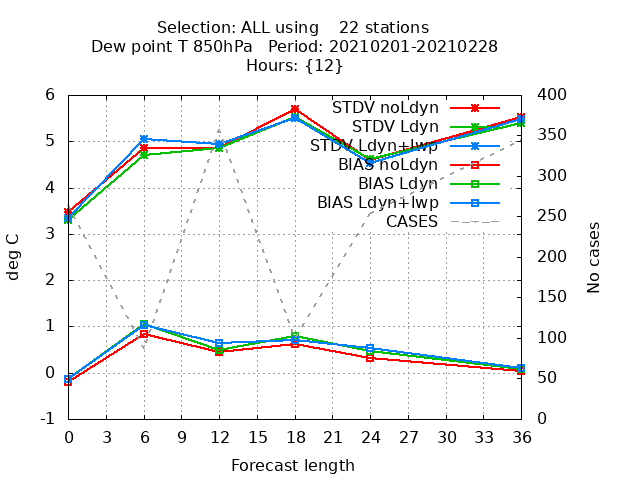 Selection: ALL using 22 stations
Dew point T 850hPa Period: 20210201-20210228
Hours: {12}
6
5
4
3
2
1
0
-1
deg C
400
350
300
250
200
150
100
50
0
No cases
STDV noLdyn
STDV Ldyn
STDV Ldyn+lwp
BIAS noLdyn
BIAS Ldyn
BIAS Ldyn+lwp
CASES
0 3 6 9 12 15 18 21 24 27 30 33 36
Forecast length